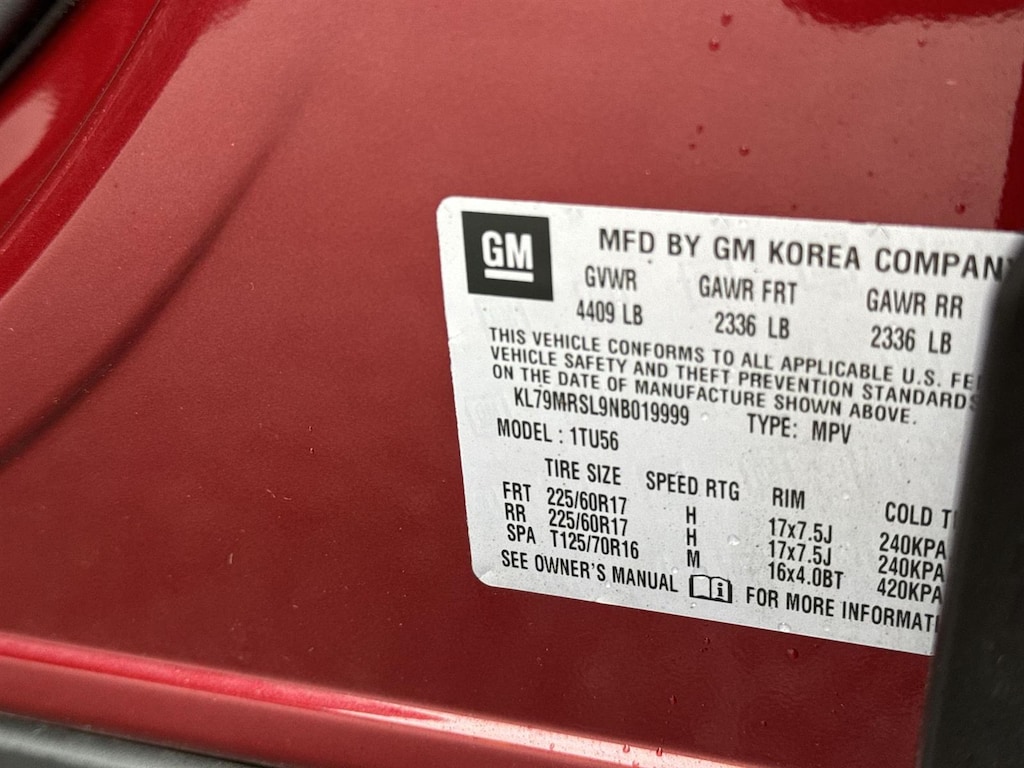 GM
MFD BY GM KOREA COMPAN
GVWR GAWR FRT GAWR RR
4409 LB 2336 LB 2336 LB
THIS VEHICLE CONFORMS TO ALL APPLICABLE U.S. FE
VEHICLE SAFETY AND THEFT PREVENTION STANDARDS
ON THE DATE OF MANUFACTURE SHOWN ABOVE.
KL79MRSL9NB019999 TYPE: MPV
MODEL : 1TU56
TIRE SIZE SPEED RTG RIM COLD TI
FRT 225/60R17 H 17x7.5J 240KPA
RR 225/60R17 H 17x7.5J 240KPA
SPA T125/70R16 M 16x4.0BT 420KPA
SEE OWNER'S MANUAL FOR MORE INFORMATI